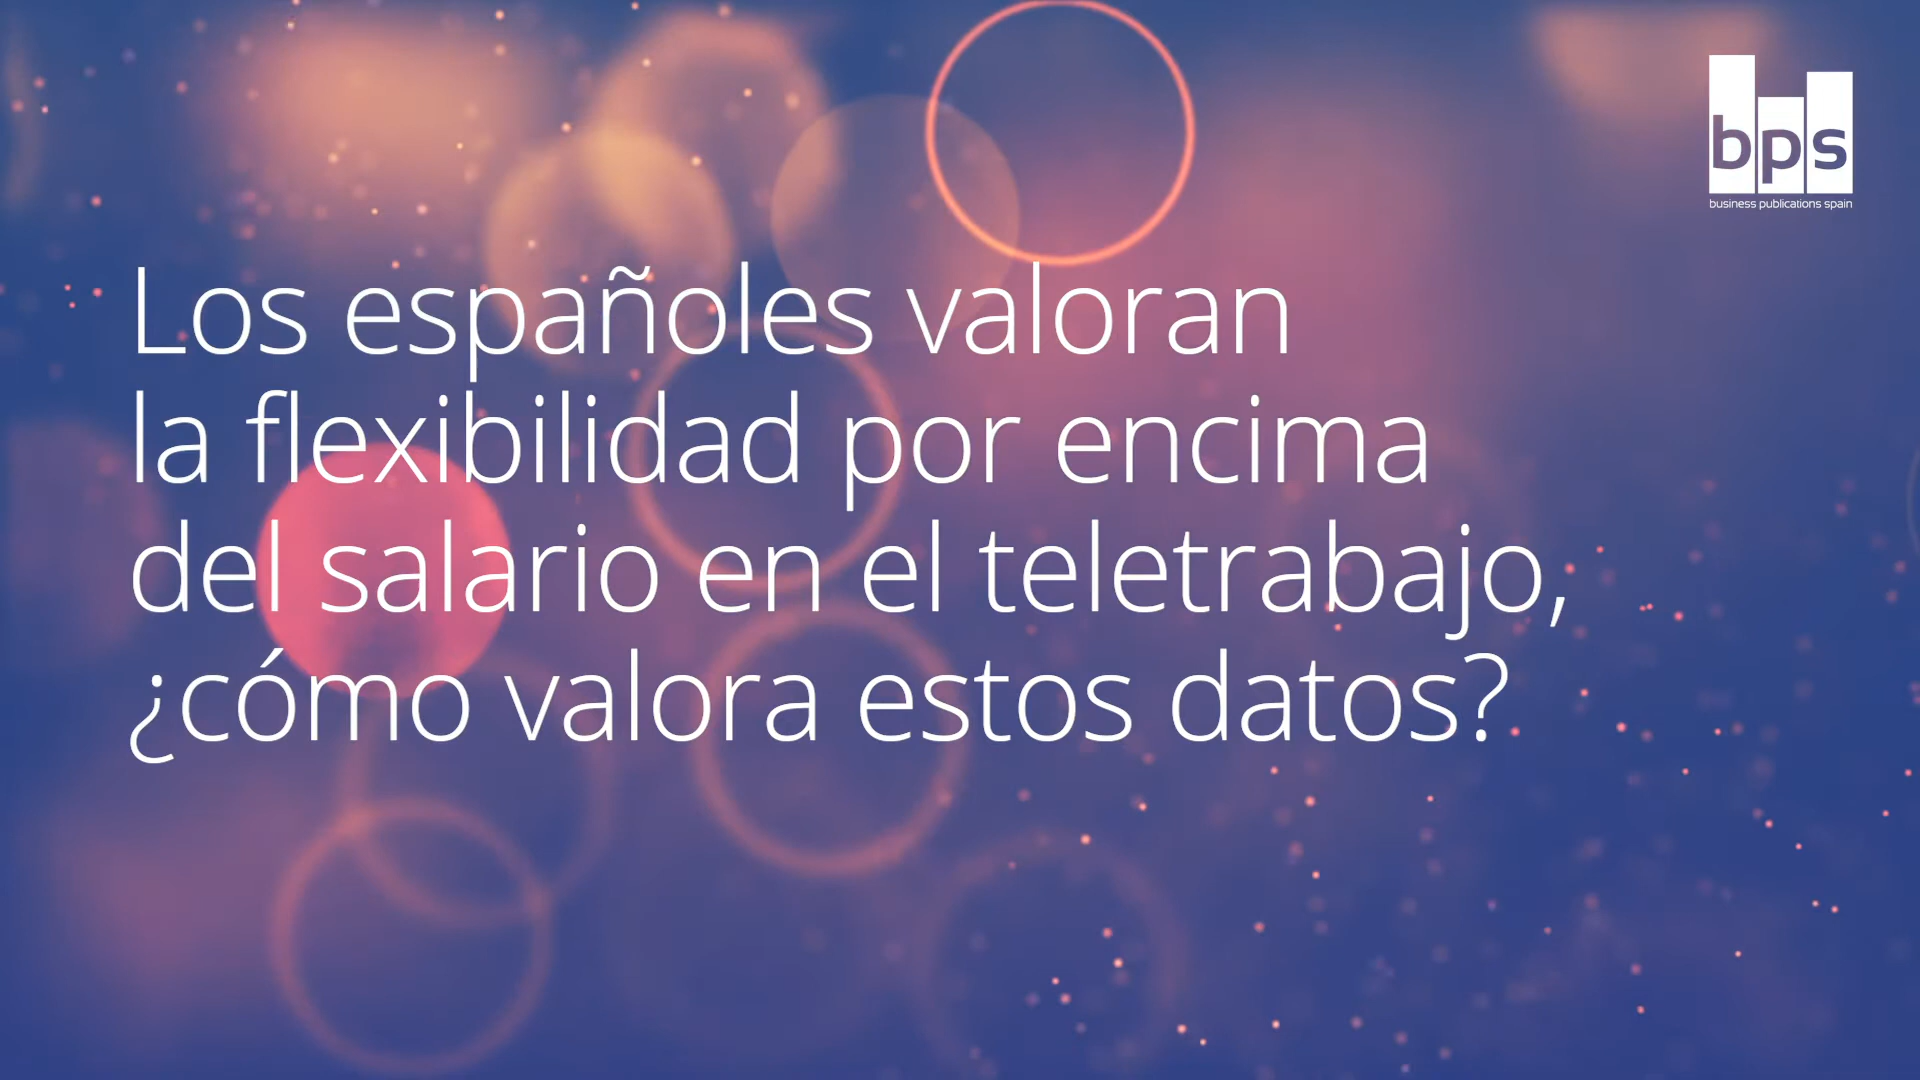 bps
business publications spain
Los españoles valoran
la flexibilidad por encima
del salario en el teletrabajo,
¿cómo valora estos datos?